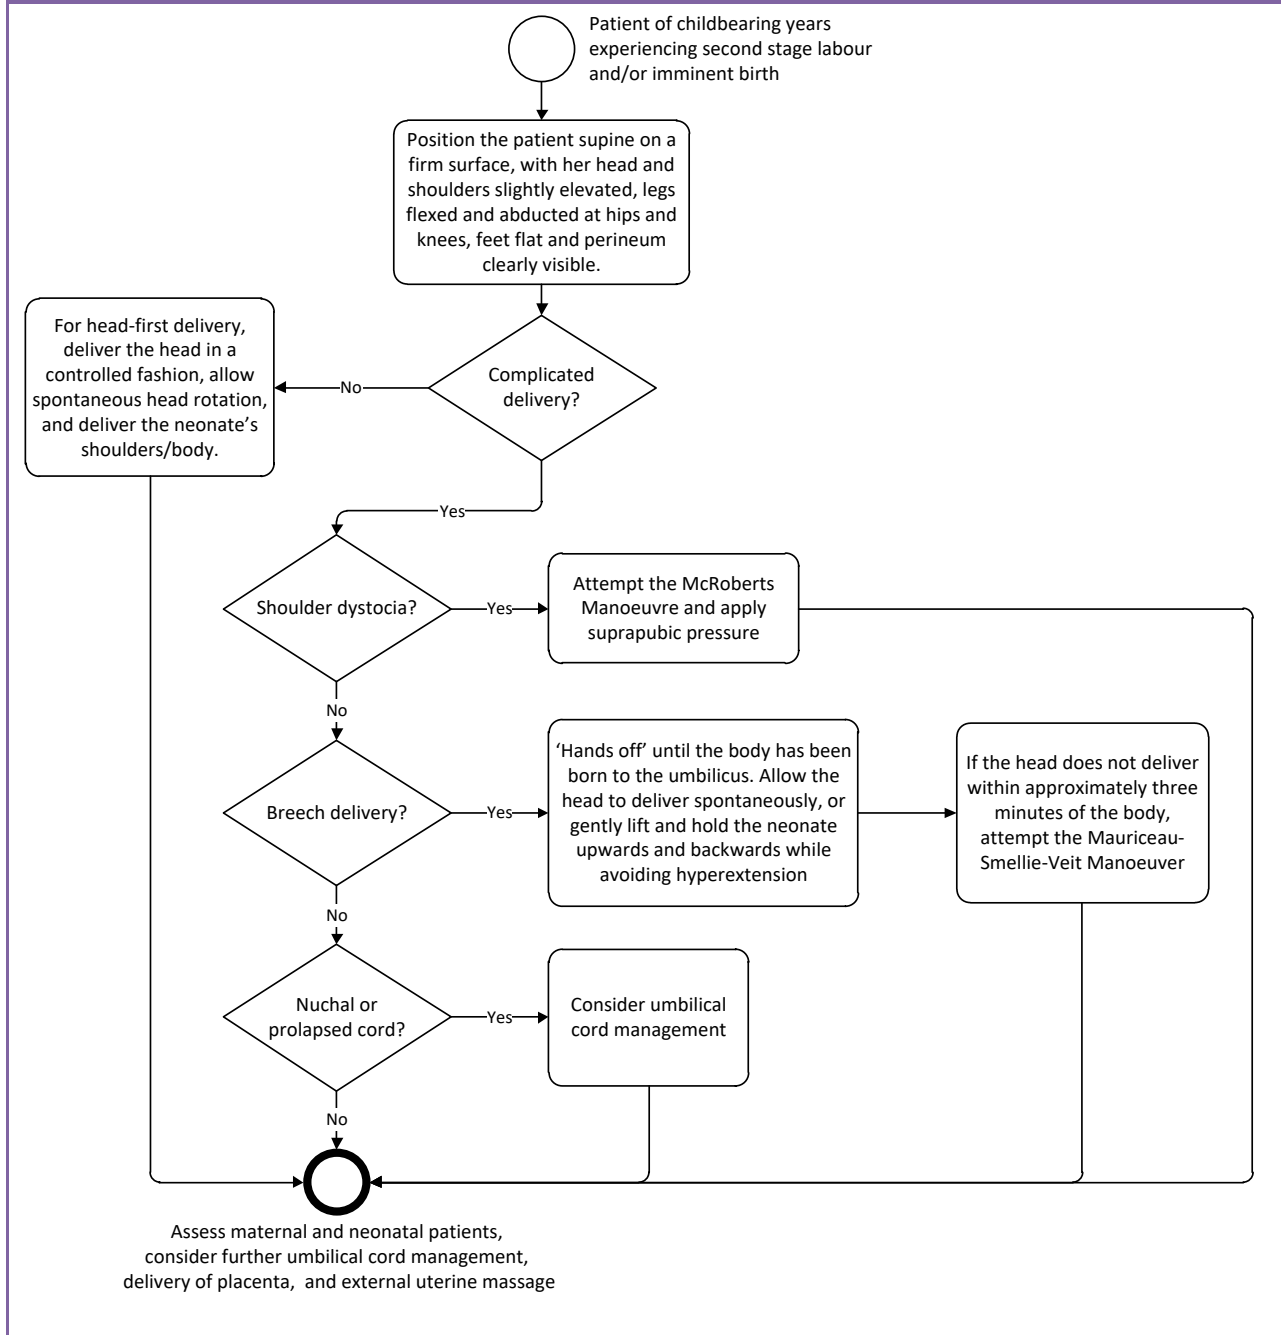 Patient of childbearing years
experiencing second stage labour
and/or imminent birth
Position the patient supine on a
firm surface, with her head and
shoulders slightly elevated, legs
flexed and abducted at hips and
knees, feet flat and perineum
clearly visible.
For head-first delivery,
deliver the head in a
controlled fashion, allow
spontaneous head rotation,
and deliver the neonate’s
shoulders/body.
No
Complicated
delivery?
Yes
Shoulder dystocia?
Yes
Attempt the McRoberts
Manoeuvre and apply
suprapubic pressure
No
Breech delivery?
Yes
‘Hands off’ until the body has been
born to the umbilicus. Allow the
head to deliver spontaneously, or
gently lift and hold the neonate
upwards and backwards while
avoiding hyperextension
If the head does not deliver
within approximately three
minutes of the body,
attempt the Mauriceau-
Smellie-Veit Manoeuver
No
Nuchal or
prolapsed cord?
Yes
Consider umbilical
cord management
No
Assess maternal and neonatal patients,
consider further umbilical cord management,
delivery of placenta,  and external uterine massage